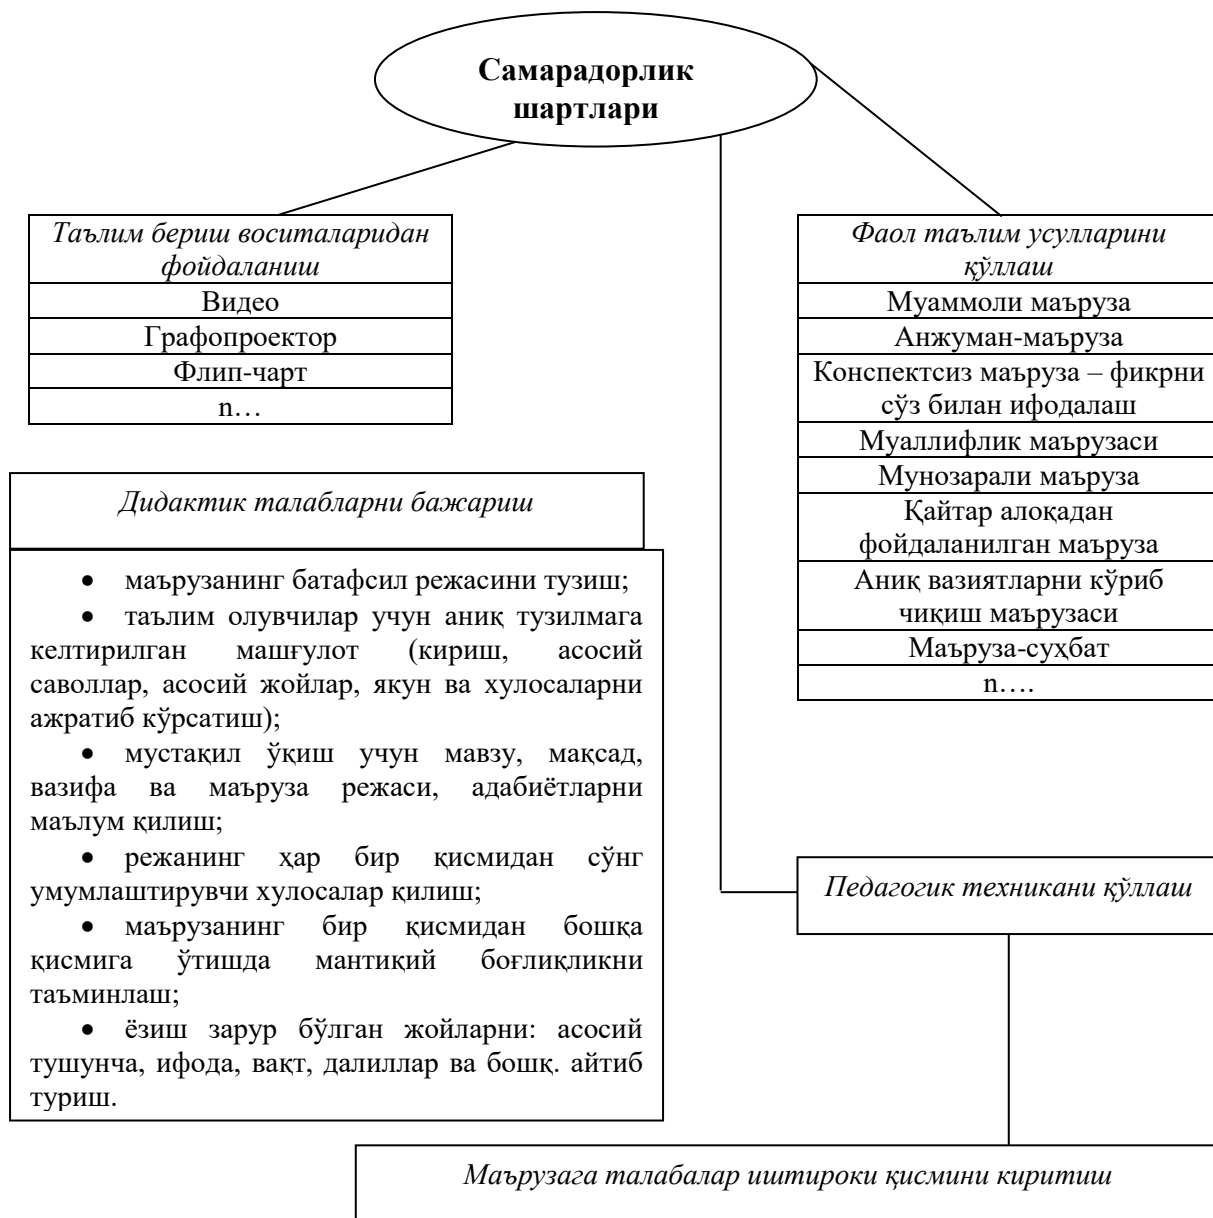 Самарадорлик
шартлари
Таълим бериш воситаларидан
фойдаланиш
Видео
Графопроектор
Флип-чарт
n…
Фаол таълим усулларини
қўллаш
Муаммоли маъруза
Анжуман-маъруза
Конспектсиз маъруза – фикрни
сўз билан ифодалаш
Муаллифлик маърузаси
Мунозарали маъруза
Қайтар алоқадан
фойдаланилган маъруза
Аниқ вазиятларни кўриб
чиқиш маърузаси
Маъруза-суҳбат
n….
Дидактик талабларни бажариш
• маърузанинг батафсил режасини тузиш;
• таълим олувчилар учун аниқ тузилмага
келтирилган машғулот (кириш, асосий
саволлар, асосий жойлар, якун ва хулосаларни
ажратиб кўрсатиш);
• мустақил ўқиш учун мавзу, мақсад,
вазифа ва маъруза режаси, адабиётларни
маълум қилиш;
• режанинг ҳар бир қисмидан сўнг
умумлаштирувчи хулосалар қилиш;
• маърузанинг бир қисмидан бошқа
қисмига ўтишда мантиқий боғлиқликни
таъминлаш;
• ёзиш зарур бўлган жойларни: асосий
тушунча, ифода, вақт, далиллар ва бошқ. айтиб
туриш.
Педагогик техникани қўллаш
Маърузага талабалар иштироки қисмини киритиш